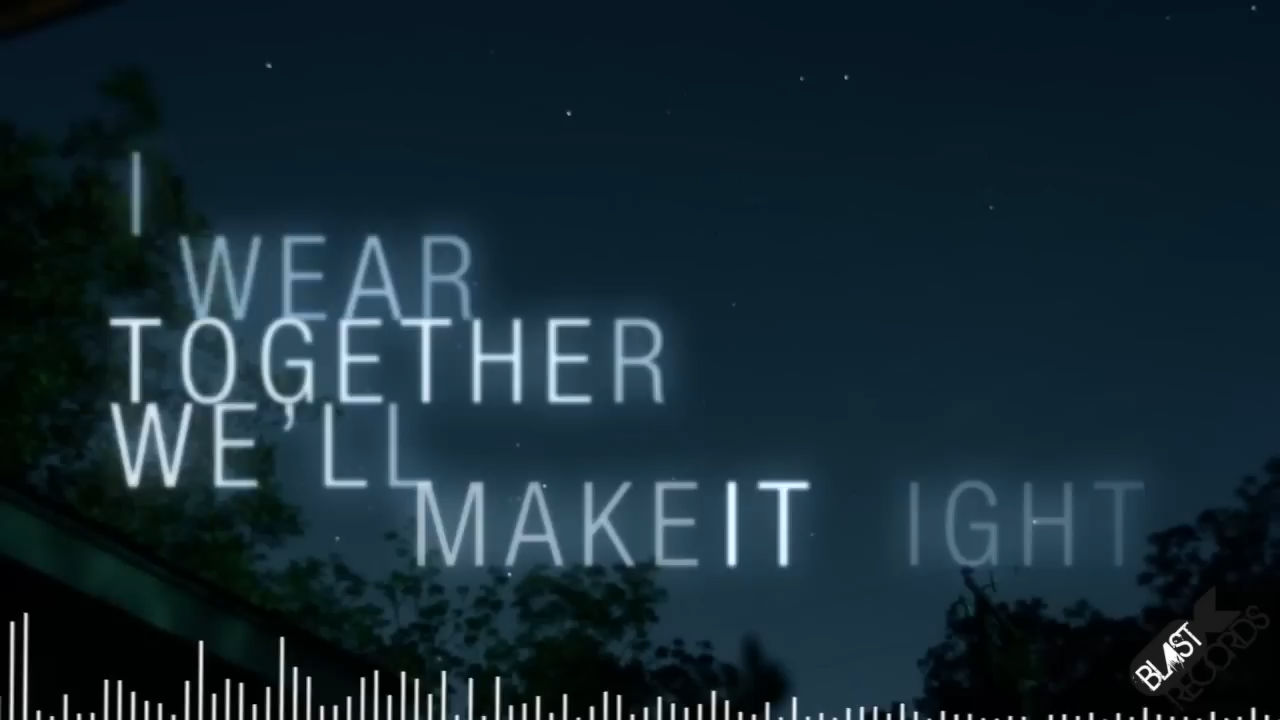 I
WEAR
TOGETHER
WE'LL
MAKE IT IGHT
BLAST
RECORDS